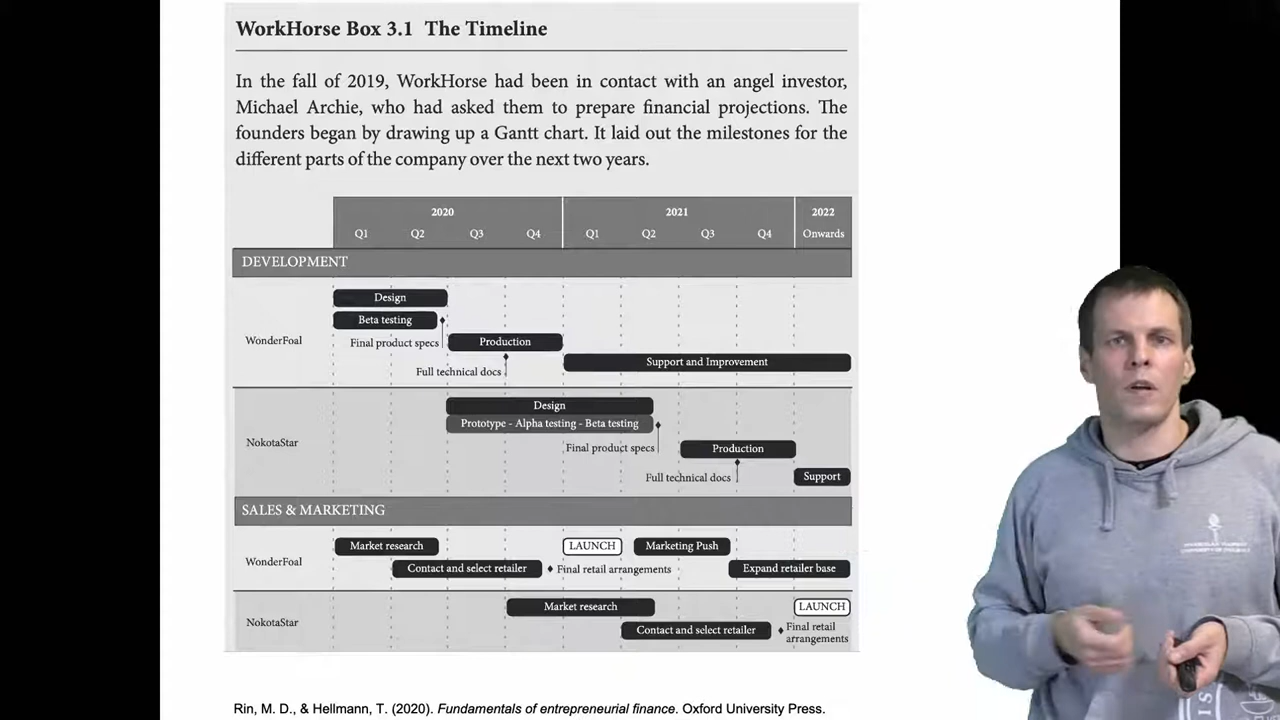 WorkHorse Box 3.1 The Timeline
In the fall of 2019, WorkHorse had been in contact with an angel investor,
Michael Archie, who had asked them to prepare financial projections. The
founders began by drawing up a Gantt chart. It laid out the milestones for the
different parts of the company over the next two years.
2020 2021 2022
Q1 Q2 Q3 Q4 Q1 Q2 Q3 Q4 Onwards
DEVELOPMENT
Design
Beta testing
WonderFoal
Final product specs
Production
Support and Improvement
Full technical docs
Design
Prototype - Alpha testing - Beta testing
NokotaStar
Final product specs
Production
Full technical docs
Support
SALES & MARKETING
Market research LAUNCH Marketing Push
WonderFoal
Contact and select retailer Final retail arrangements Expand retailer base
Market research LAUNCH
NokotaStar
Contact and select retailer Final retail
arrangements
Rin, M. D., & Hellmann, T. (2020). Fundamentals of entrepreneurial finance. Oxford University Press.